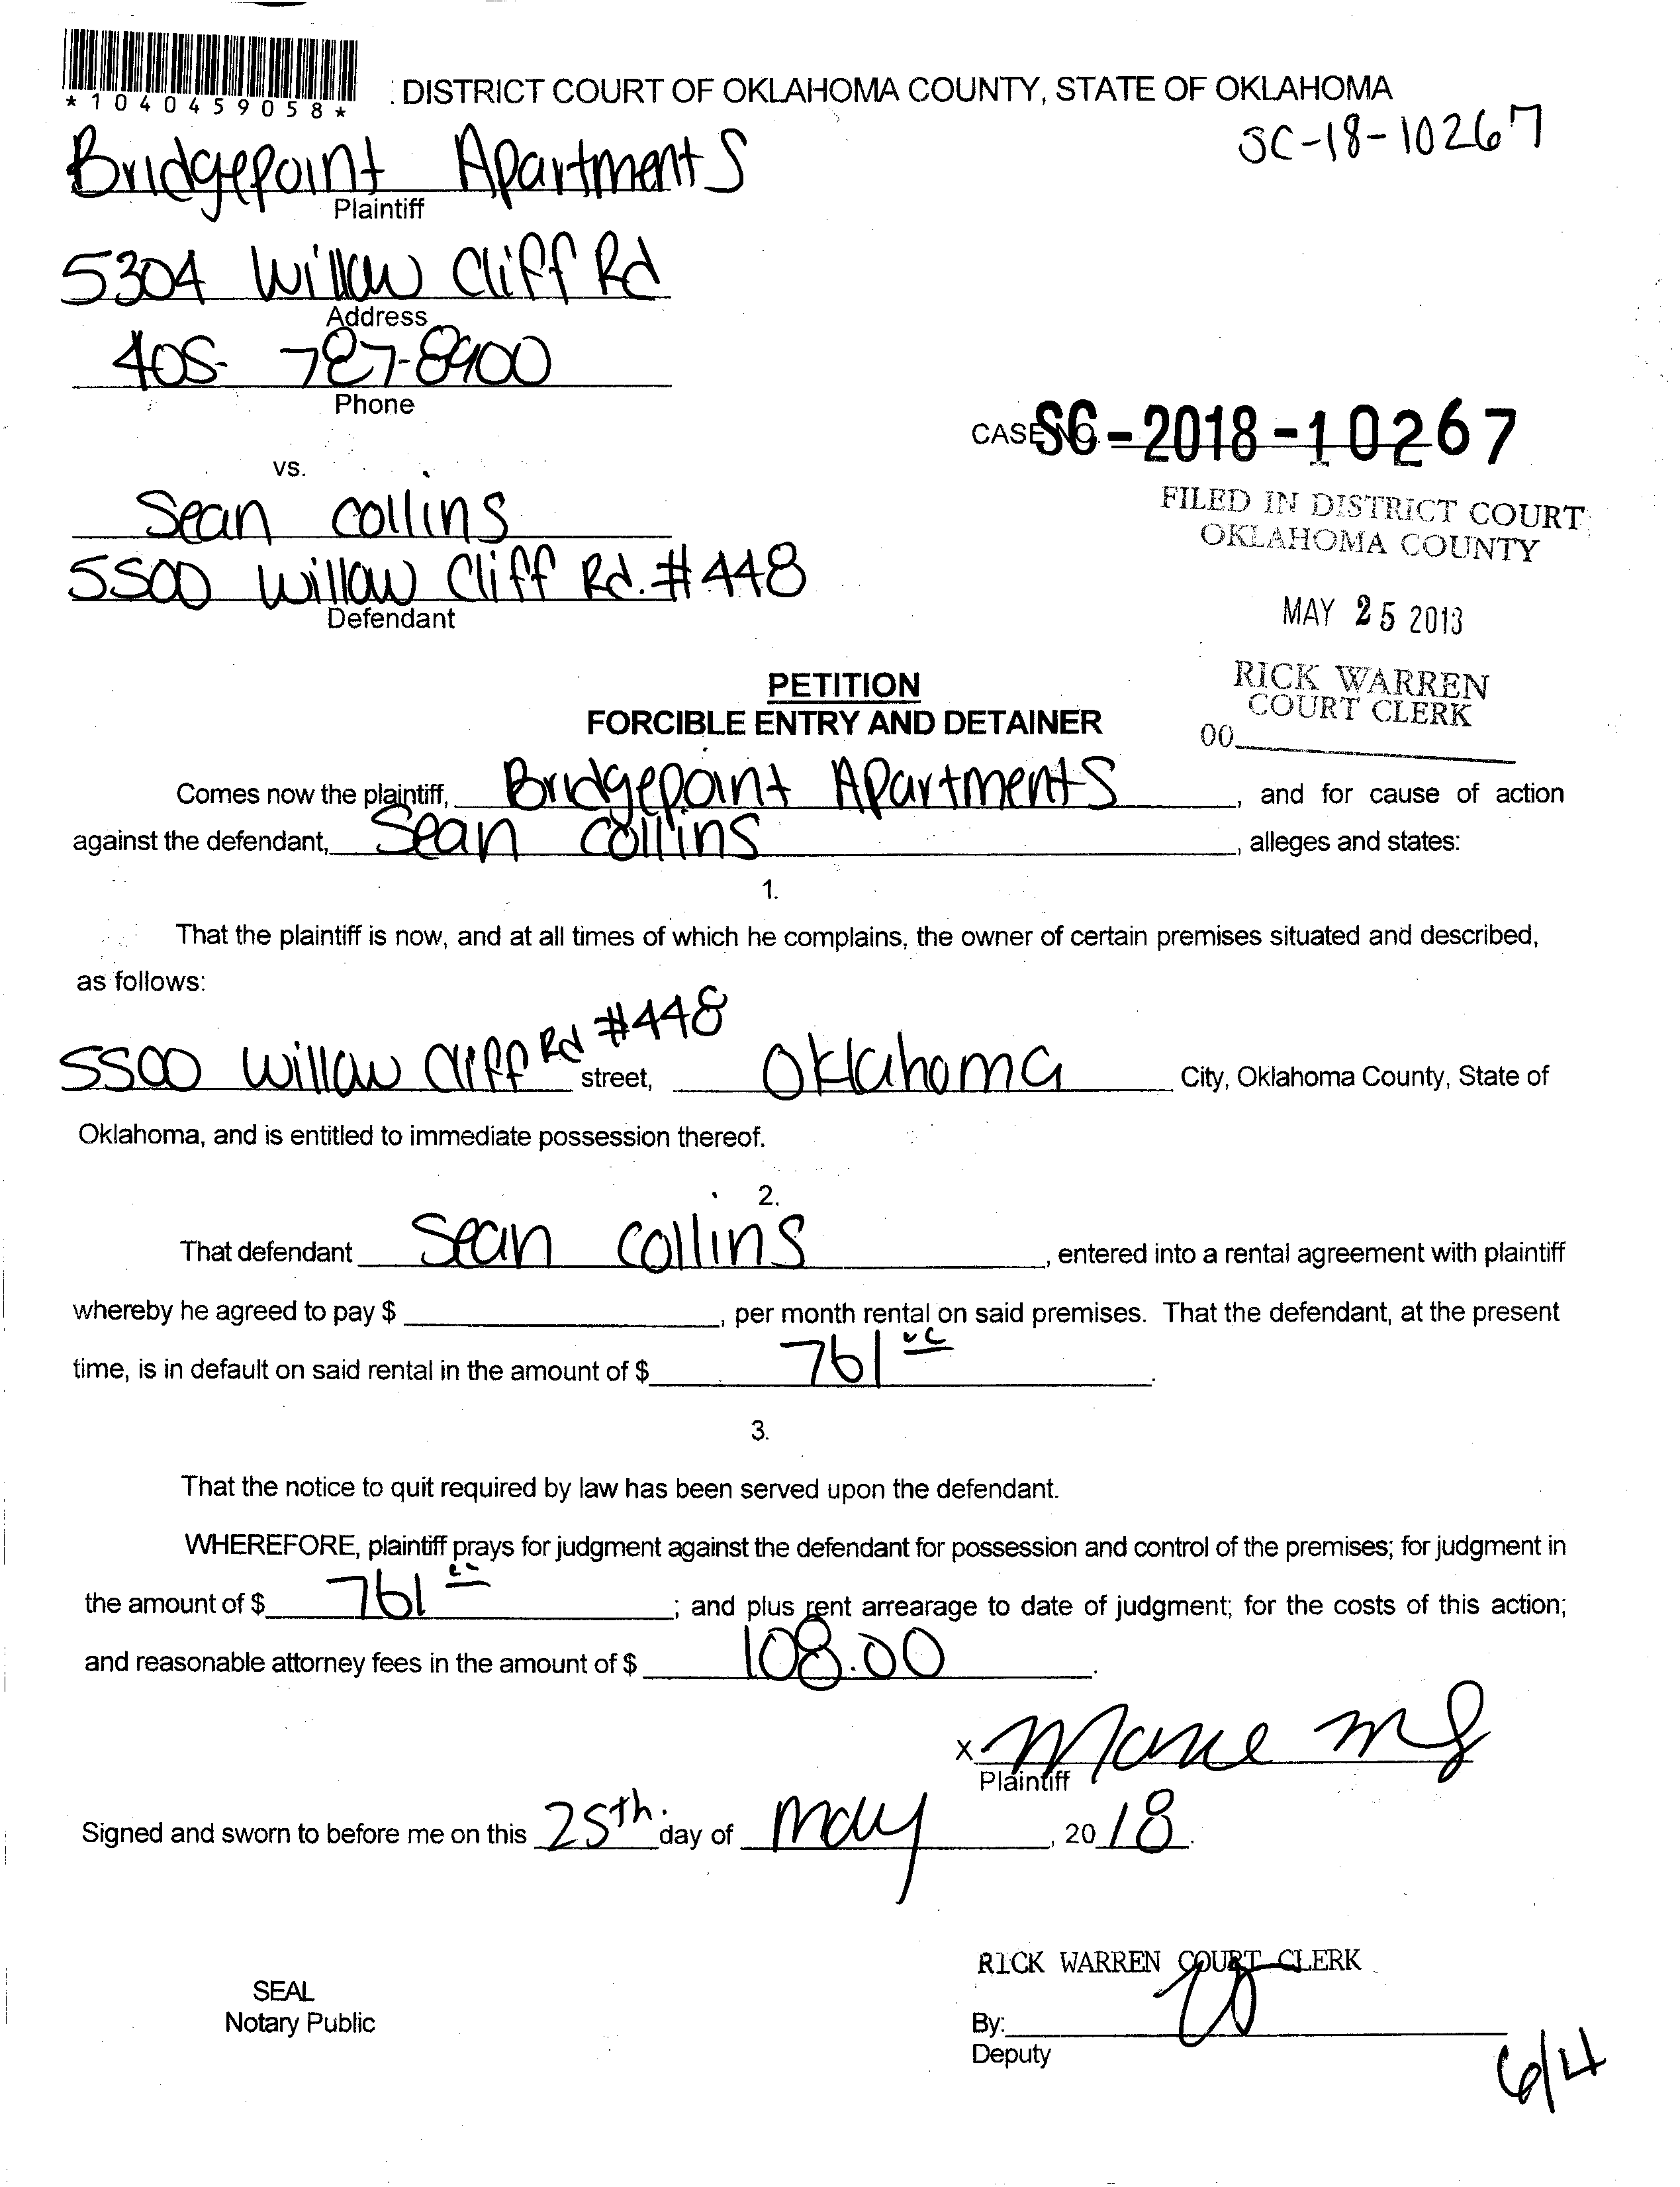 *1040459058*
: DISTRICT COURT OF OKLAHOMA COUNTY, STATE OF OKLAHOMA
SC-18-10267
Bridgepoint Apartments
Plaintiff
5304 Willow Cliff Rd
Address
405- 787-8900
Phone
CASE NO. SC-2018-10267
vs.
FILED IN DISTRICT COURT
OKLAHOMA COUNTY
Sean Collins
5500 Willow Cliff Rd. #448
Defendant
MAY 25 2018
RICK WARREN
COURT CLERK
00
PETITION
FORCIBLE ENTRY AND DETAINER
Comes now the plaintiff, Bridgepoint Apartments, and for cause of action
against the defendant, Sean Collins, alleges and states:
1.
That the plaintiff is now, and at all times of which he complains, the owner of certain premises situated and described,
as follows:
5500 Willow Cliff Rd #448 street, Oklahoma City, Oklahoma County, State of
Oklahoma, and is entitled to immediate possession thereof.
2.
That defendant Sean Collins, entered into a rental agreement with plaintiff
whereby he agreed to pay $ , per month rental on said premises. That the defendant, at the present
time, is in default on said rental in the amount of $ 761.
3.
That the notice to quit required by law has been served upon the defendant.
WHEREFORE, plaintiff prays for judgment against the defendant for possession and control of the premises; for judgment in
the amount of $ 761; and plus rent arrearage to date of judgment; for the costs of this action;
and reasonable attorney fees in the amount of $ 108.00.
X
Plaintiff
Signed and sworn to before me on this 25th. day of May, 2018.
RICK WARREN COURT CLERK
SEAL
Notary Public
By:
Deputy
6/4